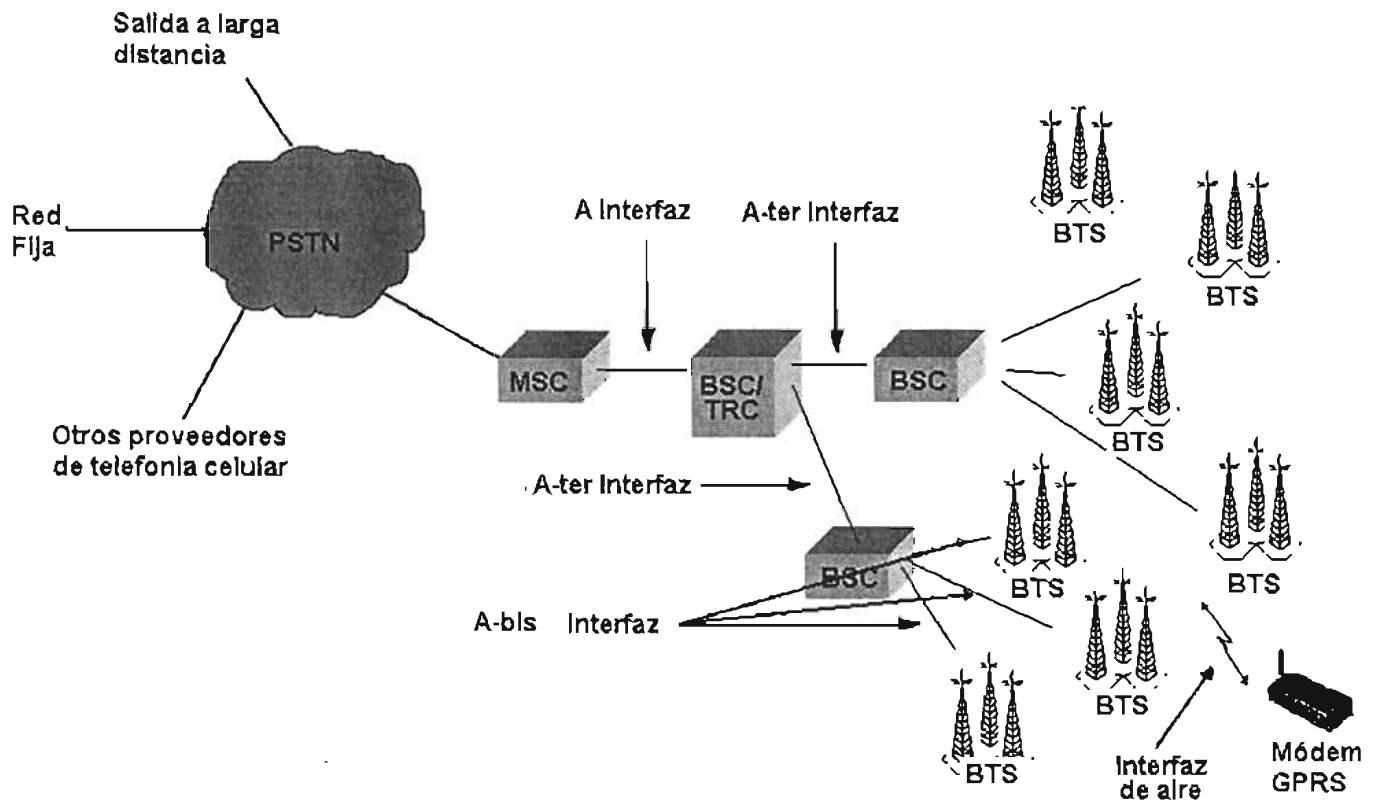 Salida a larga
distancia
Red
Fija
PSTN
A Interfaz
A-ter Interfaz
BTS
BTS
MSC
BSC/
TRC
BSC
BTS
Otros proveedores
de telefonia celular
A-ter Interfaz
BTS
BSC
BTS
A-bis Interfaz
BTS
BTS
Interfaz
de aire
Módem
GPRS